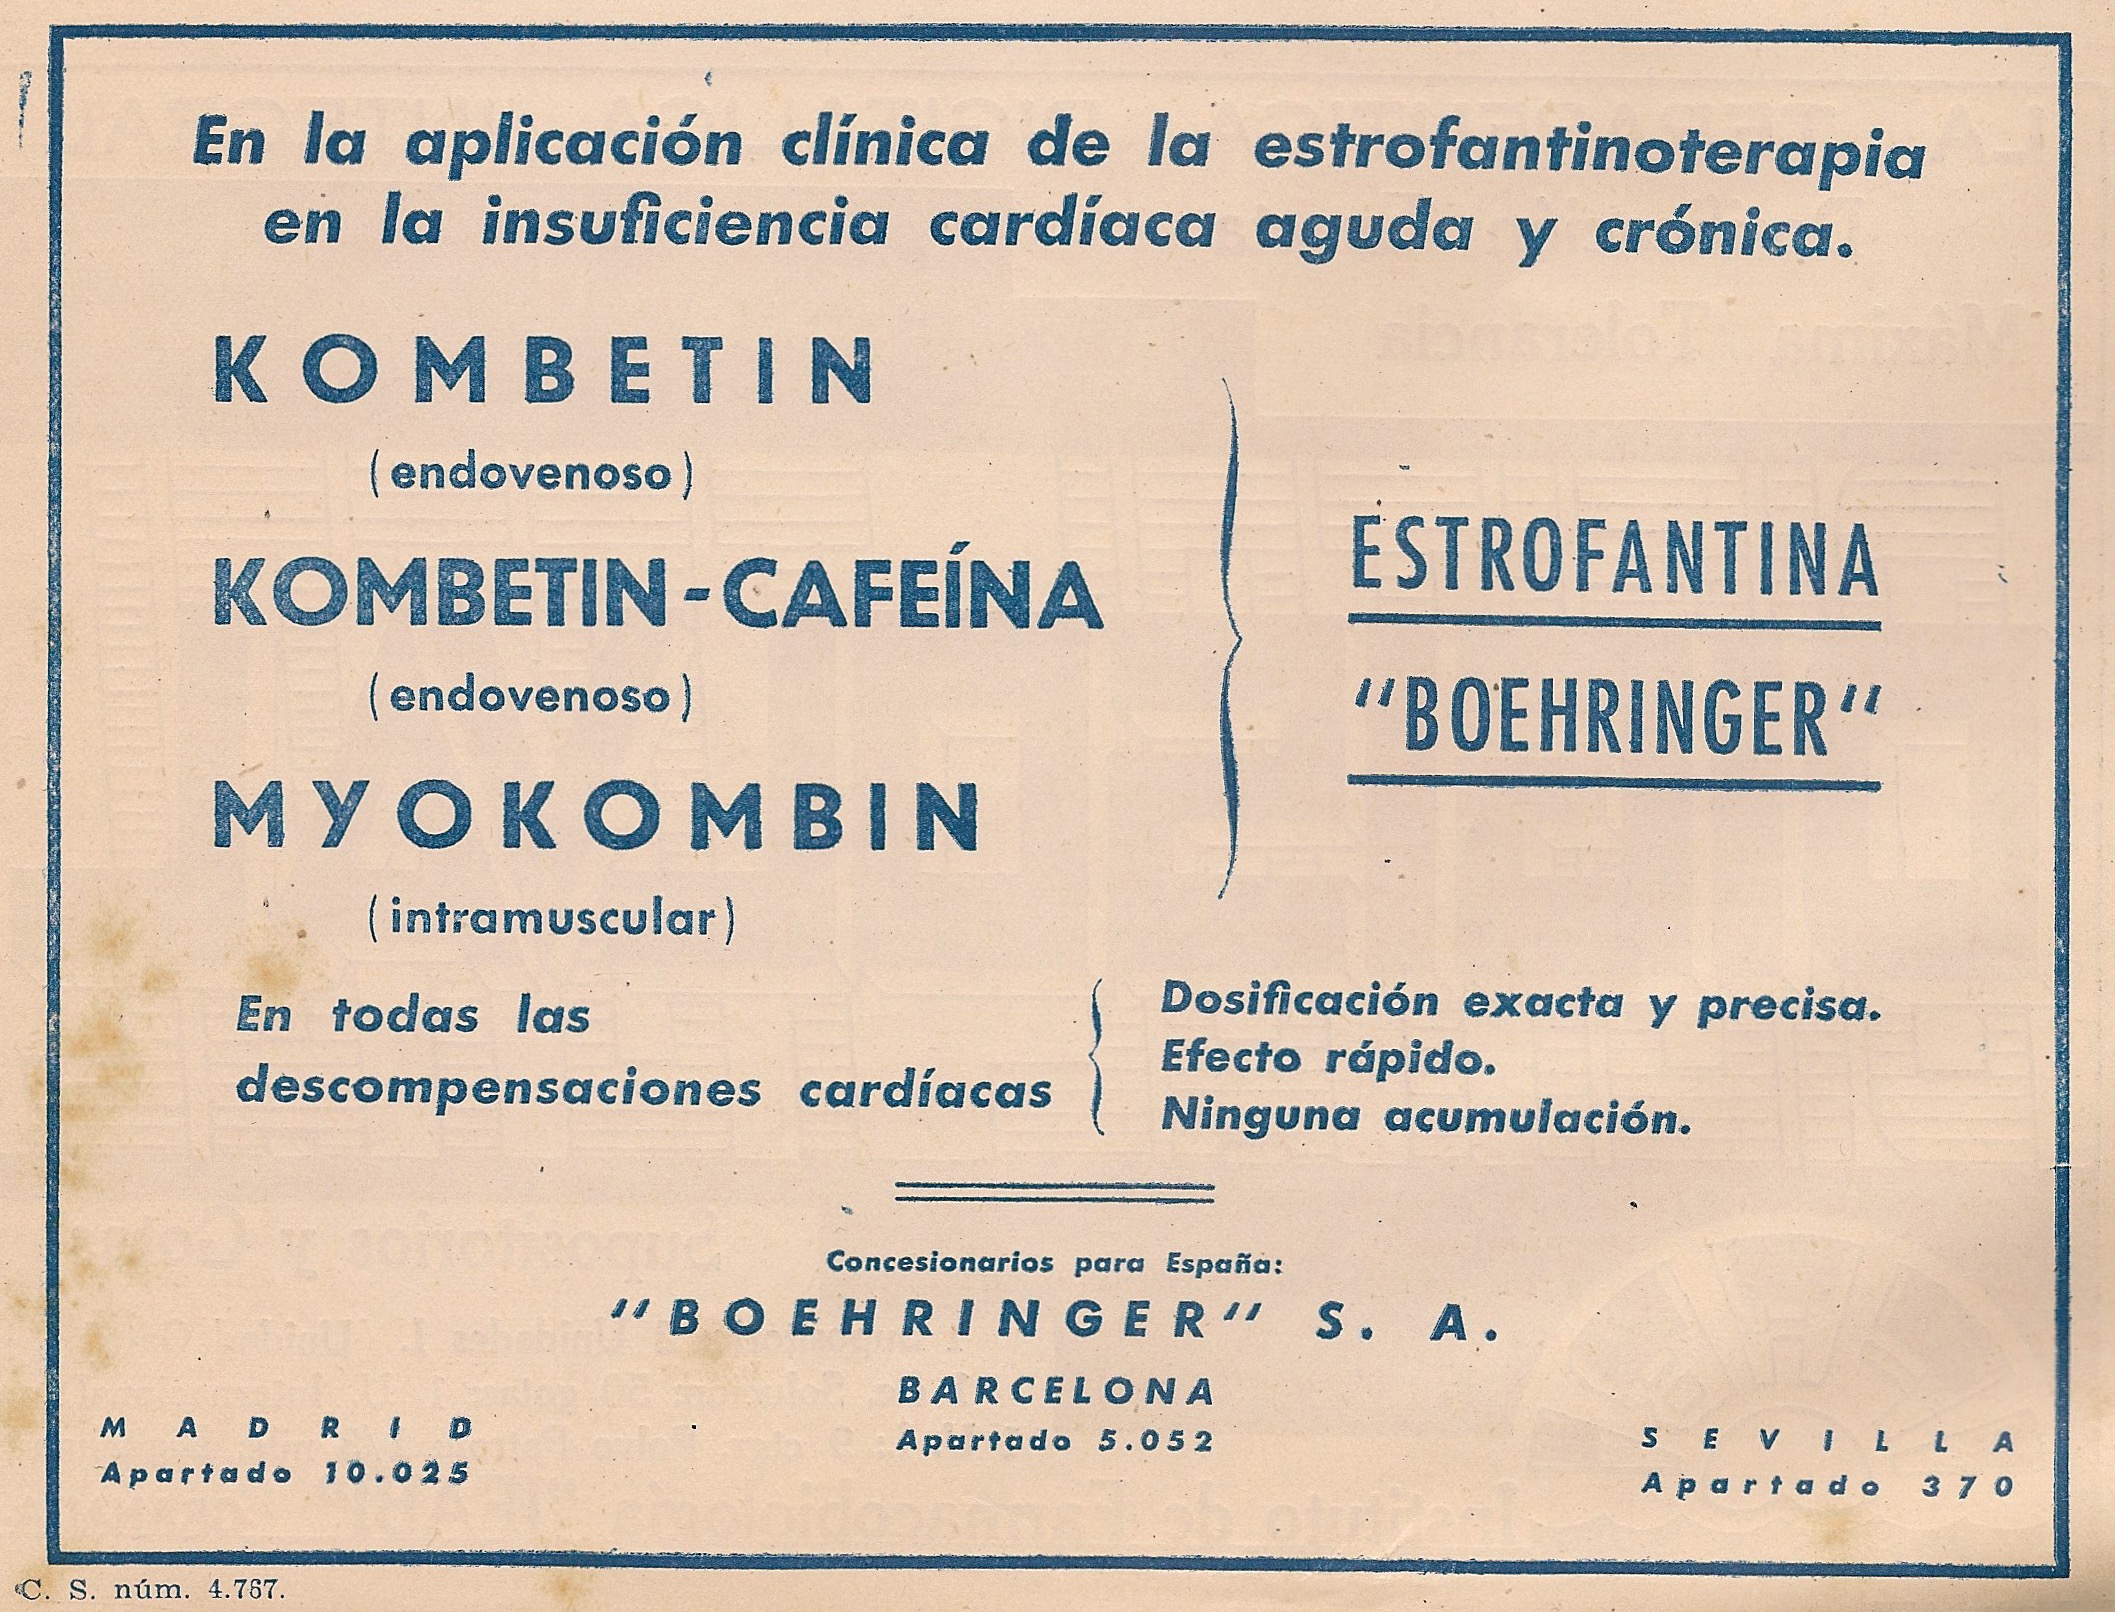 En la aplicación clínica de la estrofantinoterapia
en la insuficiencia cardíaca aguda y crónica.
KOMBETIN
(endovenoso)
KOMBETIN-CAFEÍNA
(endovenoso)
MYOKOMBIN
(intramuscular)
ESTROFANTINA
"BOEHRINGER"
En todas las
descompensaciones cardíacas
Dosificación exacta y precisa.
Efecto rápido.
Ninguna acumulación.
Concesionarios para España:
"BOEHRINGER" S. A.
BARCELONA
Apartado 5.052
MADRID
Apartado 10.025
SEVILLA
Apartado 370
C. S. núm. 4.767.